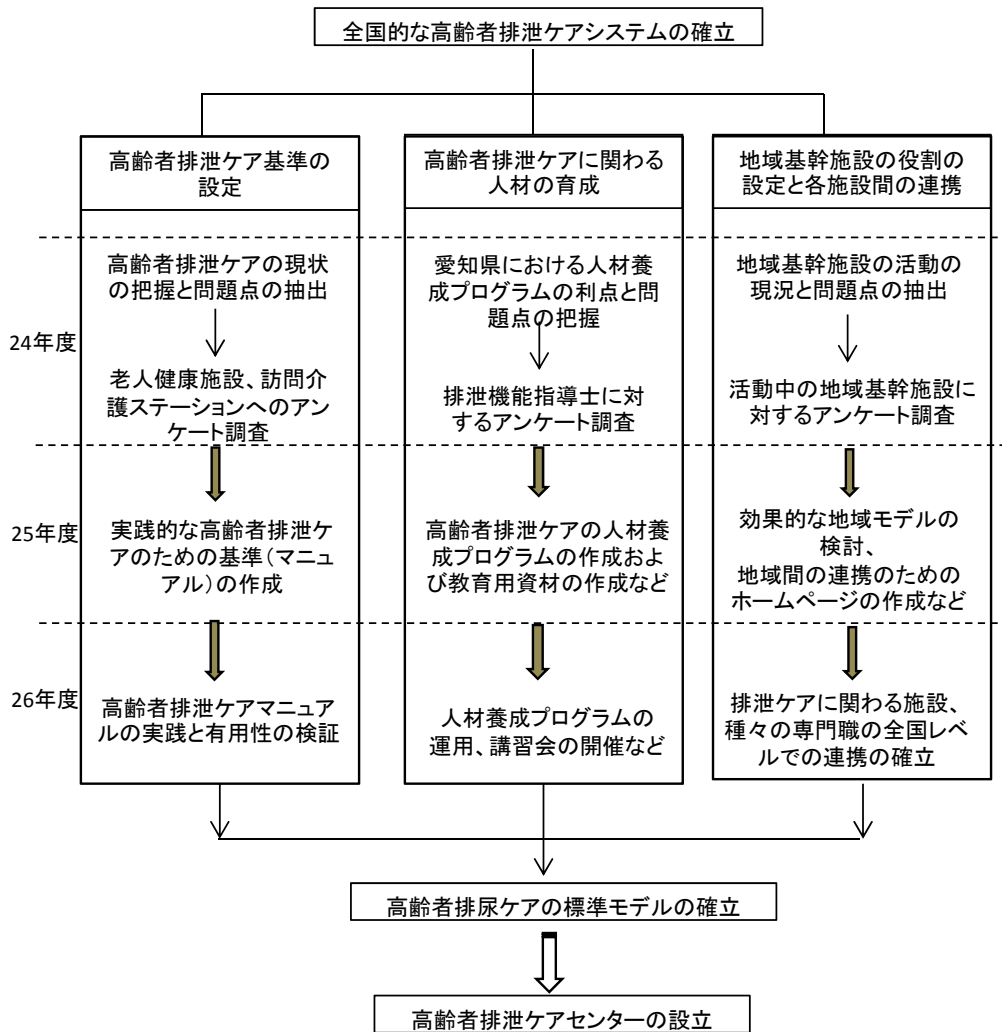 全国的な高齢者排泄ケアシステムの確立
高齢者排泄ケア基準の
設定
高齢者排泄ケアに関わる
人材の育成
地域基幹施設の役割の
設定と各施設間の連携
24年度
高齢者排泄ケアの現状
の把握と問題点の抽出
老人健康施設、訪問介
護ステーションへのアン
ケート調査
愛知県における人材養
成プログラムの利点と問
題点の把握
排泄機能指導士に対
するアンケート調査
地域基幹施設の活動の
現況と問題点の抽出
活動中の地域基幹施設に
対するアンケート調査
25年度
実践的な高齢者排泄ケ
アのための基準(マニュ
アル)の作成
高齢者排泄ケアの人材養
成プログラムの作成およ
び教育用資材の作成など
効果的な地域モデルの
検討、
地域間の連携のための
ホームページの作成など
26年度
高齢者排泄ケアマニュア
ルの実践と有用性の検証
人材養成プログラムの
運用、講習会の開催など
排泄ケアに関わる施設、
種々の専門職の全国レベ
ルでの連携の確立
高齢者排尿ケアの標準モデルの確立
高齢者排泄ケアセンターの設立